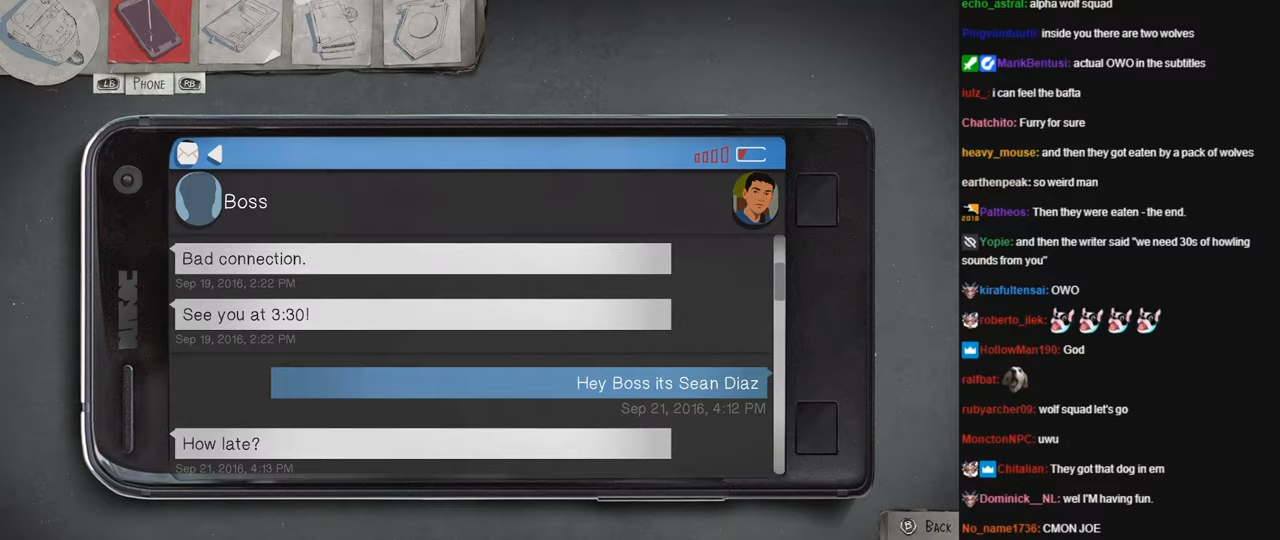 LB PHONE RB
Boss
Bad connection.
Sep 19, 2016, 2:22 PM
See you at 3:30!
Sep 19, 2016, 2:22 PM
Hey Boss its Sean Diaz
Sep 21, 2016, 4:12 PM
How late?
Sep 21, 2016, 4:13 PM
B BACK
echo_astral: alpha wolf squad
inside you there are two wolves
MarikBentusi: actual OWO in the subtitles
iulz_: i can feel the bafta
Chatchito: Furry for sure
heavy_mouse: and then they got eaten by a pack of wolves
earthenpeak: so weird man
2018 Paltheos: Then they were eaten - the end.
Yopie: and then the writer said "we need 30s of howling
sounds from you"
kirafultensai: OWO
roberto_ilek:
HollowMan190: God
ralfbat:
rubyarcher09: wolf squad let's go
MonctonNPC: uwu
Chitalian: They got that dog in em
Dominick__NL: wel I'M having fun.
No_name1736: CMON JOE